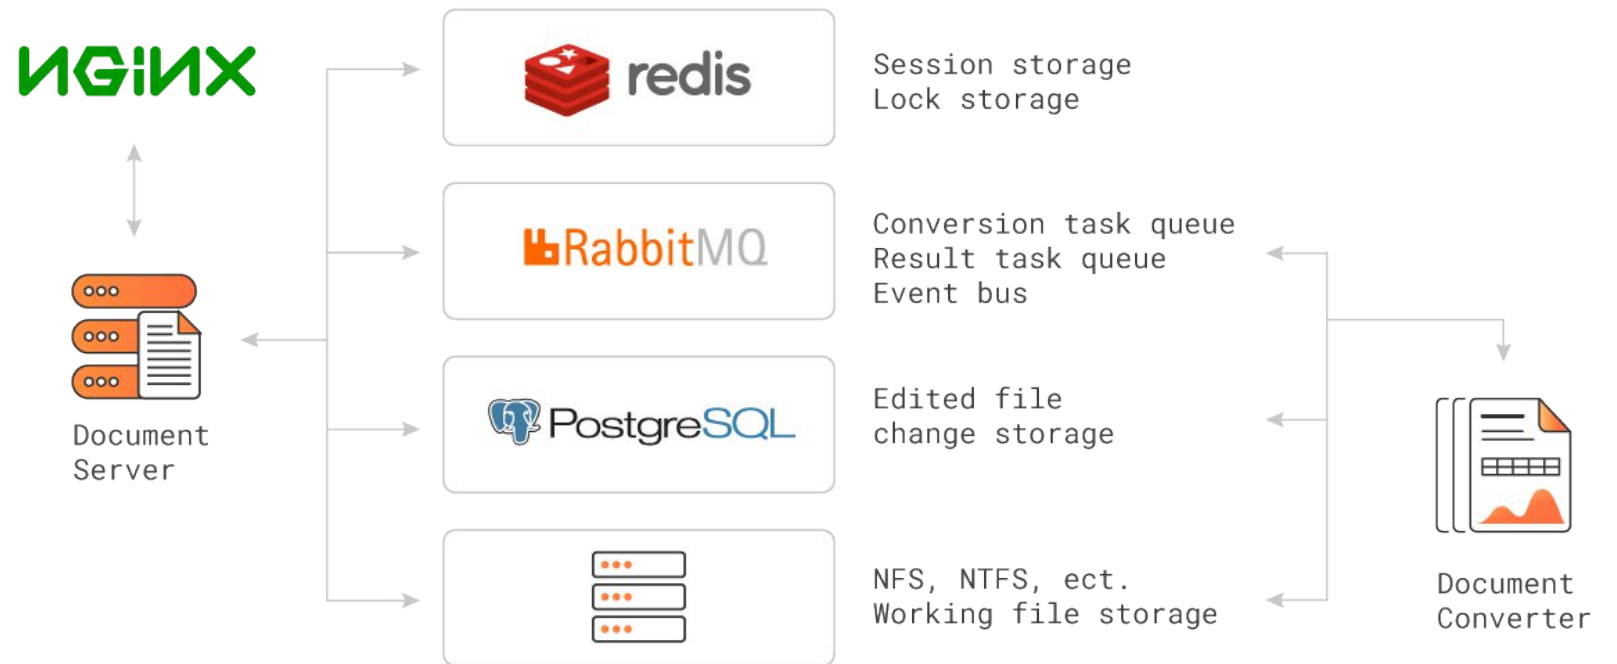 NGiNX
redis
Session storage
Lock storage
RabbitMQ
Conversion task queue
Result task queue
Event bus
Document
Server
PostgreSQL
Edited file
change storage
NFS, NTFS, ect.
Working file storage
Document
Converter